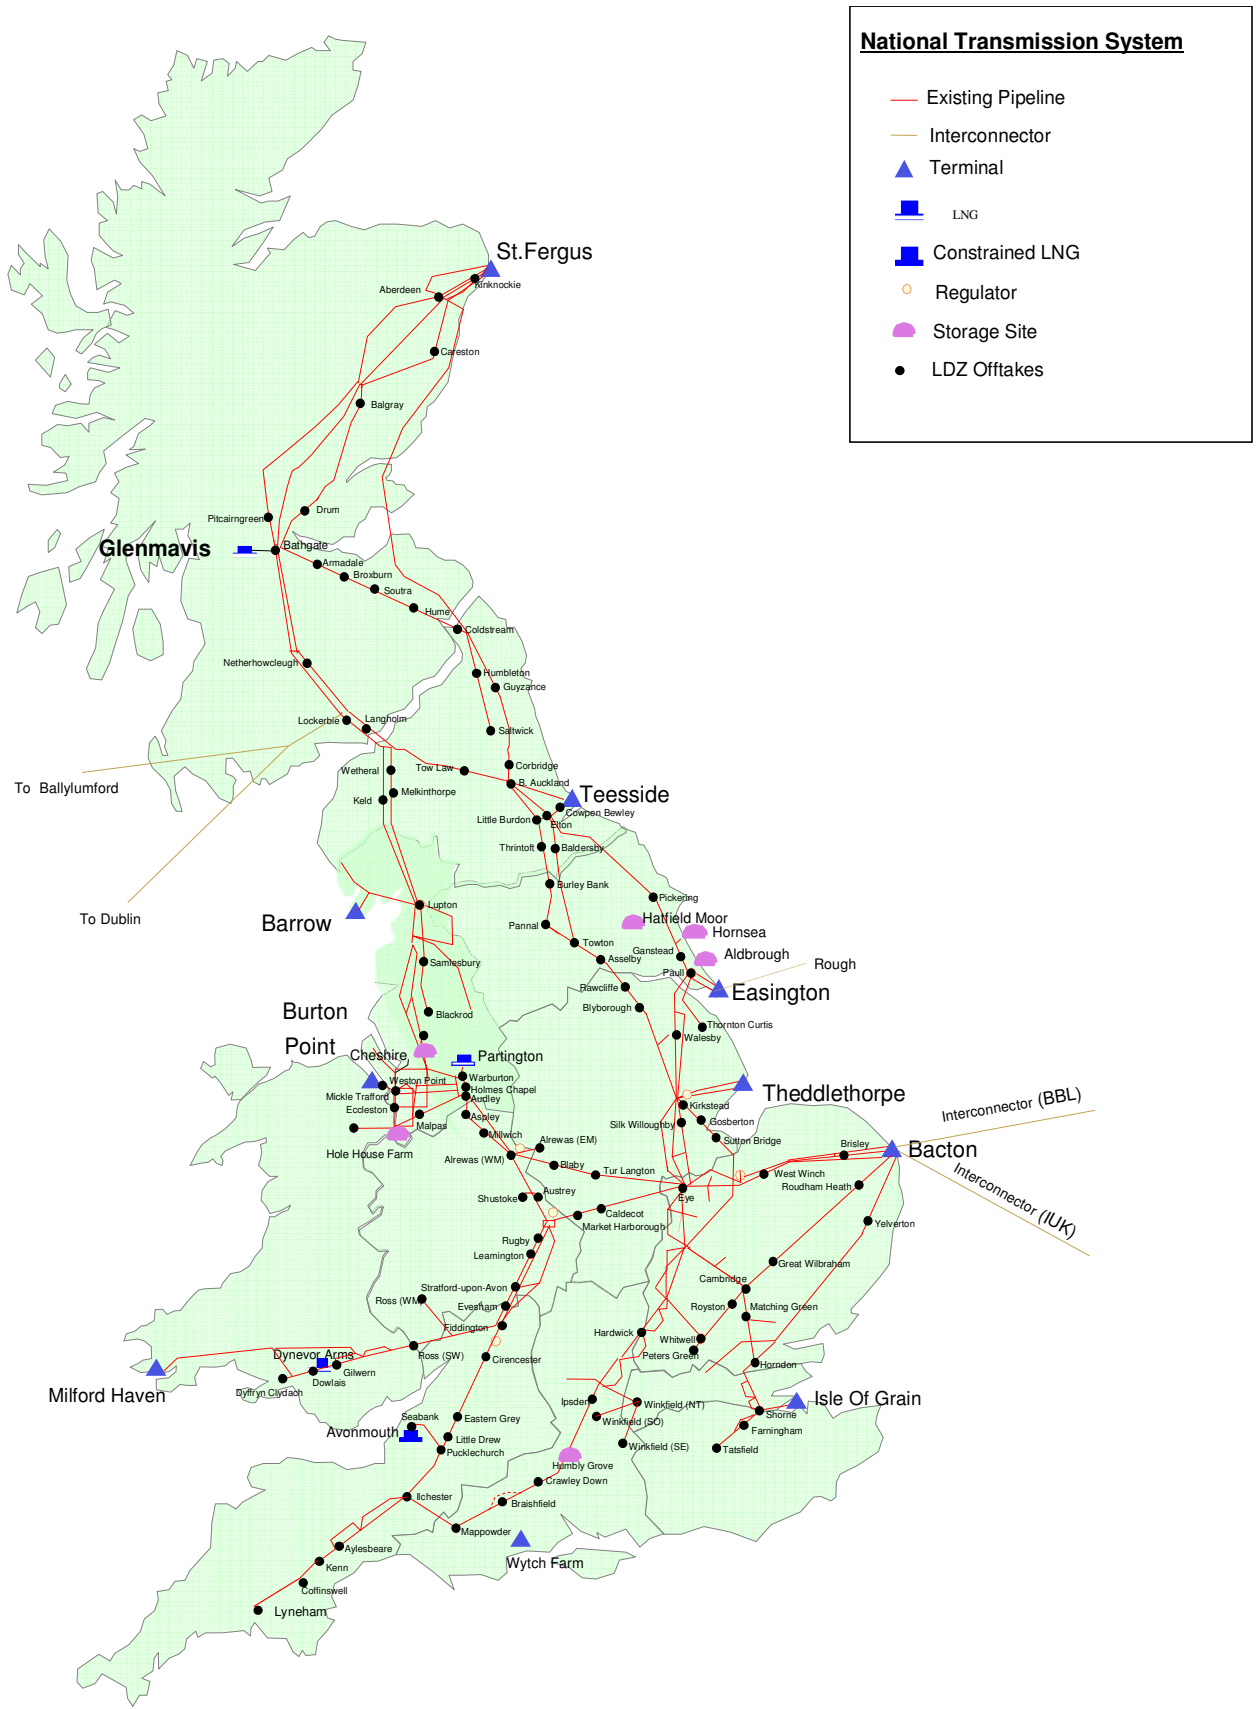 National Transmission System
Existing Pipeline
Interconnector
Terminal
LNG
Constrained LNG
Regulator
Storage Site
LDZ Offtakes
St.Fergus
Kinknockie
Aberdeen
Careston
Balgray
Drum
Pitcairngreen
Glenmavis
Bathgate
Armadale
Broxburn
Soutra
Hume
Coldstream
Netherhowcleugh
Humbleton
Guyzance
Lockerbie
Langholm
Saltwick
Wetheral
Tow Law
Corbridge
B. Auckland
To Ballylumford
Melkinthorpe
Keld
Teesside
Cowpen Bewley
Little Burdon
Elton
Thrintoft
Baldersby
Burley Bank
Pickering
To Dublin
Barrow
Lupton
Pannal
Hatfield Moor
Hornsea
Towton
Ganstead
Aldbrough
Samlesbury
Asselby
Paull
Rough
Rawcliffe
Easington
Blyborough
Burton
Point
Blackrod
Thornton Curtis
Walesby
Cheshire
Partington
Weston Point
Warburton
Holmes Chapel
Mickle Trafford
Audley
Theddlethorpe
Eccleston
Malpas
Aspley
Kirkstead
Gosberton
Silk Willoughby
Interconnector (BBL)
Hole House Farm
Millwich
Alrewas (EM)
Sutton Bridge
Brisley
Bacton
Alrewas (WM)
Blaby
Tur Langton
West Winch
Roudham Heath
Interconnector (IUK)
Shustoke
Austrey
Eye
Caldecot
Market Harborough
Yelverton
Rugby
Leamington
Great Wilbraham
Stratford-upon-Avon
Cambridge
Ross (WM)
Evesham
Royston
Matching Green
Fiddington
Hardwick
Whitwell
Peters Green
Dynevor Arms
Ross (SW)
Cirencester
Horndon
Gilwern
Dowlais
Dyffryn Clydach
Milford Haven
Isle Of Grain
Ipsden
Winkfield (NT)
Shorne
Seabank
Eastern Grey
Winkfield (SO)
Farningham
Avonmouth
Little Drew
Winkfield (SE)
Tatsfield
Pucklechurch
Humbly Grove
Crawley Down
Ilchester
Braishfield
Mappowder
Aylesbeare
Wytch Farm
Kenn
Coffinswell
Lyneham